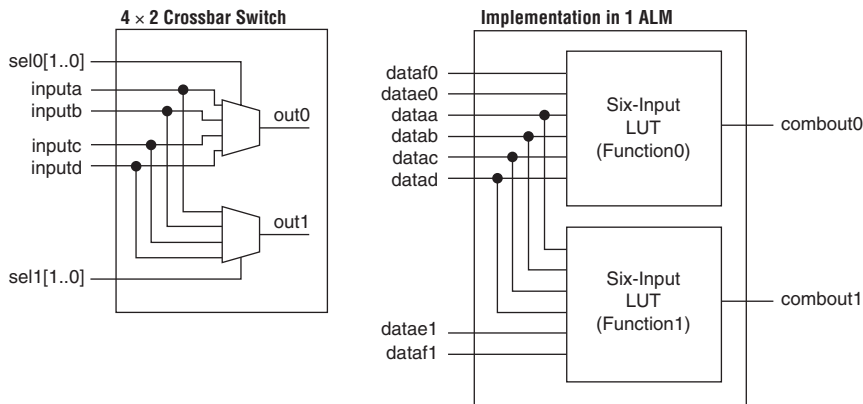 4 × 2 Crossbar Switch
sel0[1..0]
inputa
inputb
inputc
inputd
out0
out1
sel1[1..0]
Implementation in 1 ALM
dataf0
datae0
dataa
datab
datac
datad
Six-Input
LUT
(Function0)
combout0
Six-Input
LUT
(Function1)
combout1
datae1
dataf1